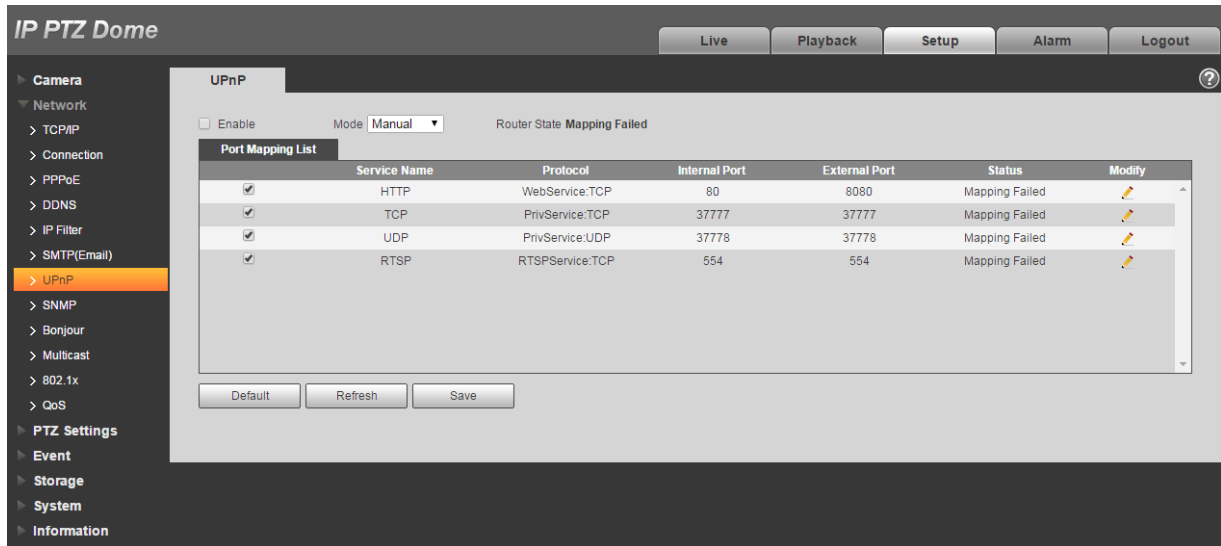 IP PTZ Dome
Live Playback Setup Alarm Logout
Camera
Network
TCP/IP
Connection
PPPoE
DDNS
IP Filter
SMTP(Email)
UPnP
SNMP
Bonjour
Multicast
802.1x
QoS
PTZ Settings
Event
Storage
System
Information
UPnP ?
Enable Mode Manual Router State Mapping Failed
Port Mapping List
Service Name Protocol Internal Port External Port Status Modify
HTTP WebService:TCP 80 8080 Mapping Failed
TCP PrivService:TCP 37777 37777 Mapping Failed
UDP PrivService:UDP 37778 37778 Mapping Failed
RTSP RTSPService:TCP 554 554 Mapping Failed
Default Refresh Save